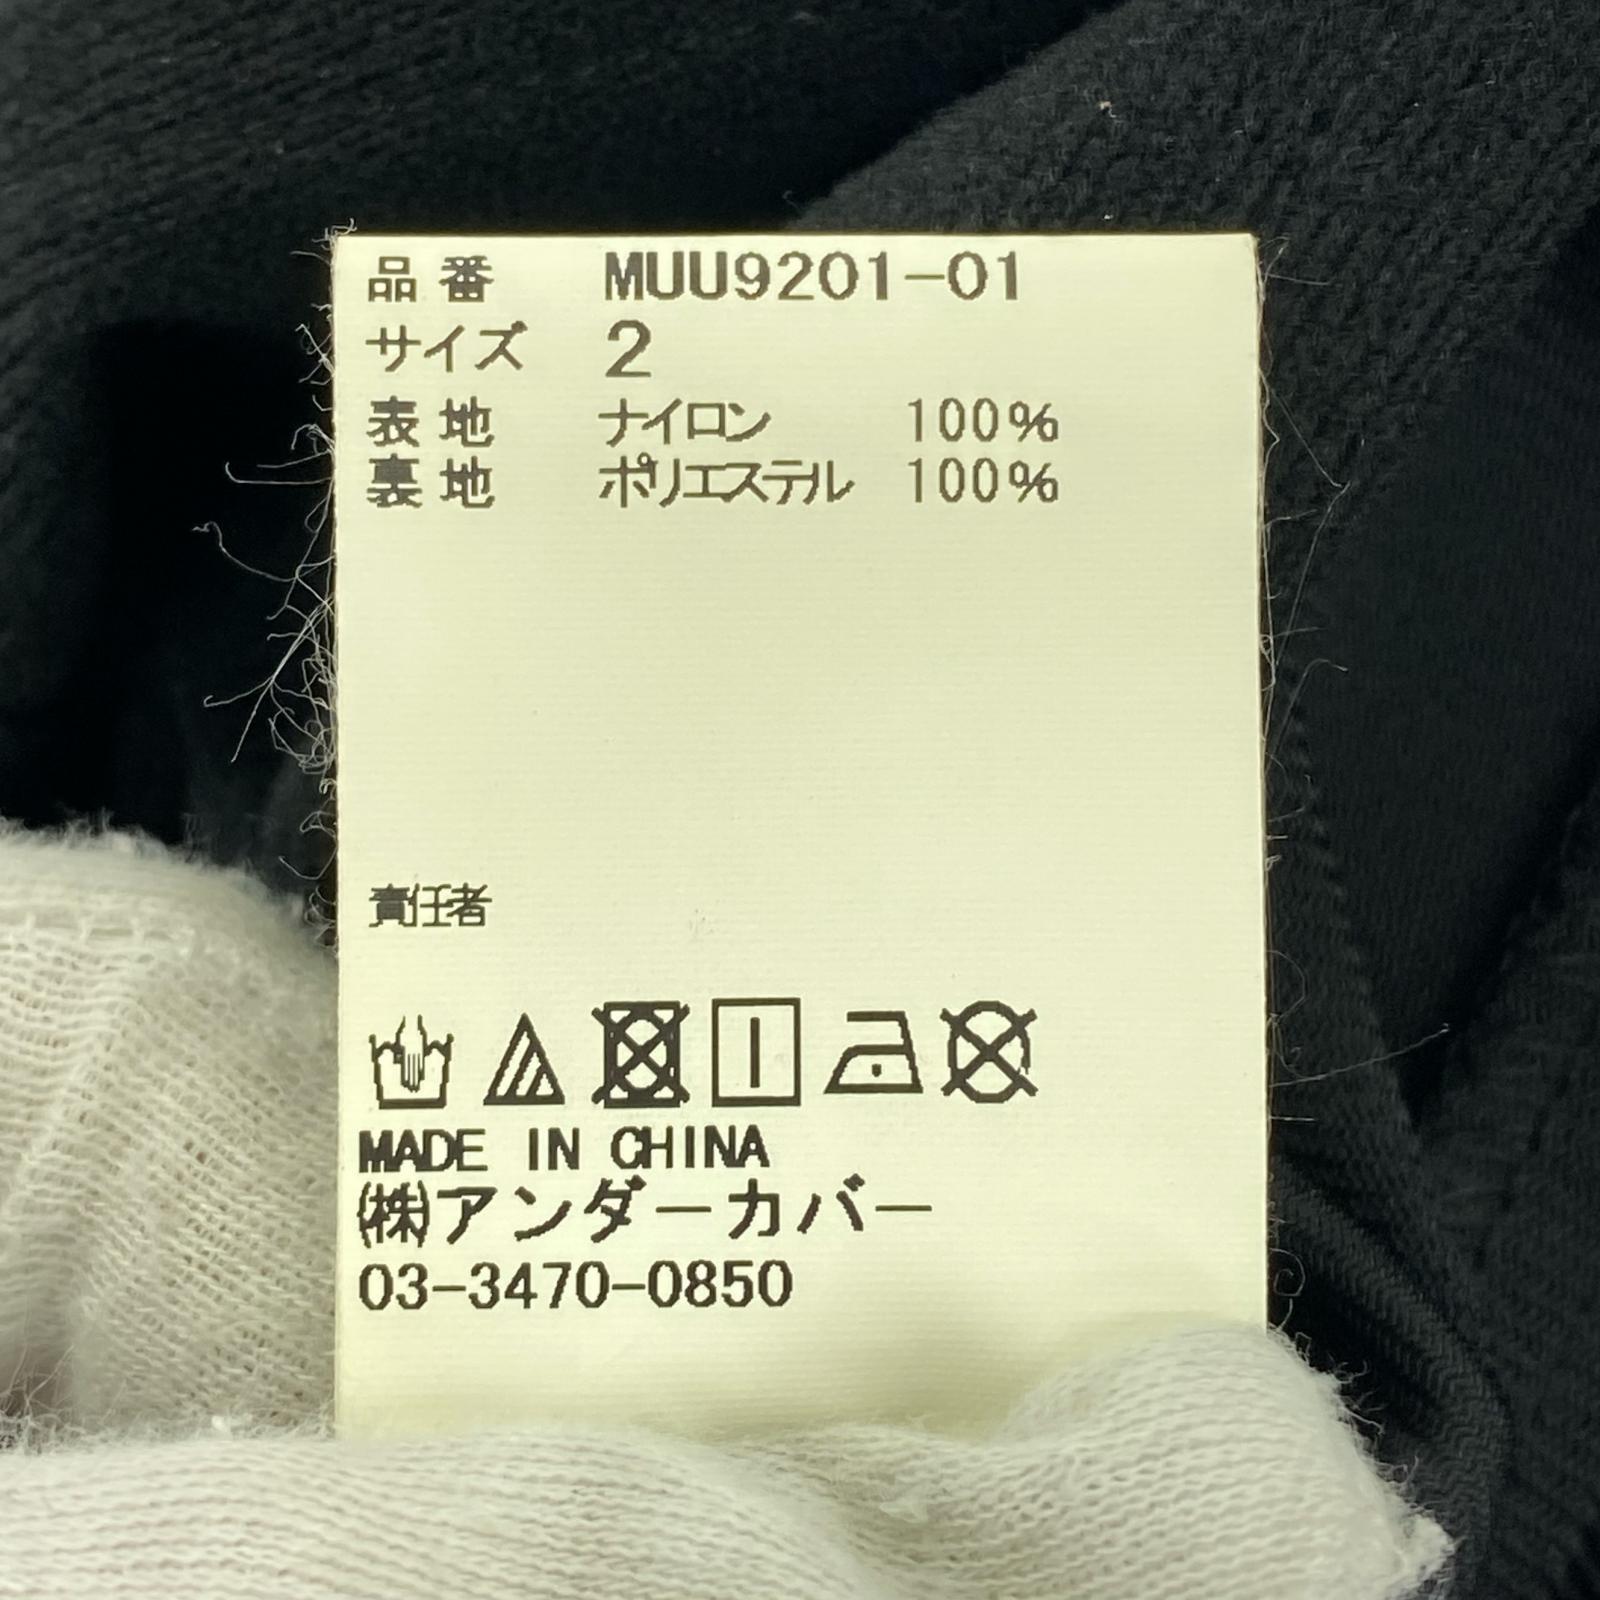 品番 MUU9201-01
サイズ 2
表地 ナイロン 100%
裏地 ポリエステル 100%
責任者
MADE IN CHINA
(株)アンダーカバー
03-3470-0850